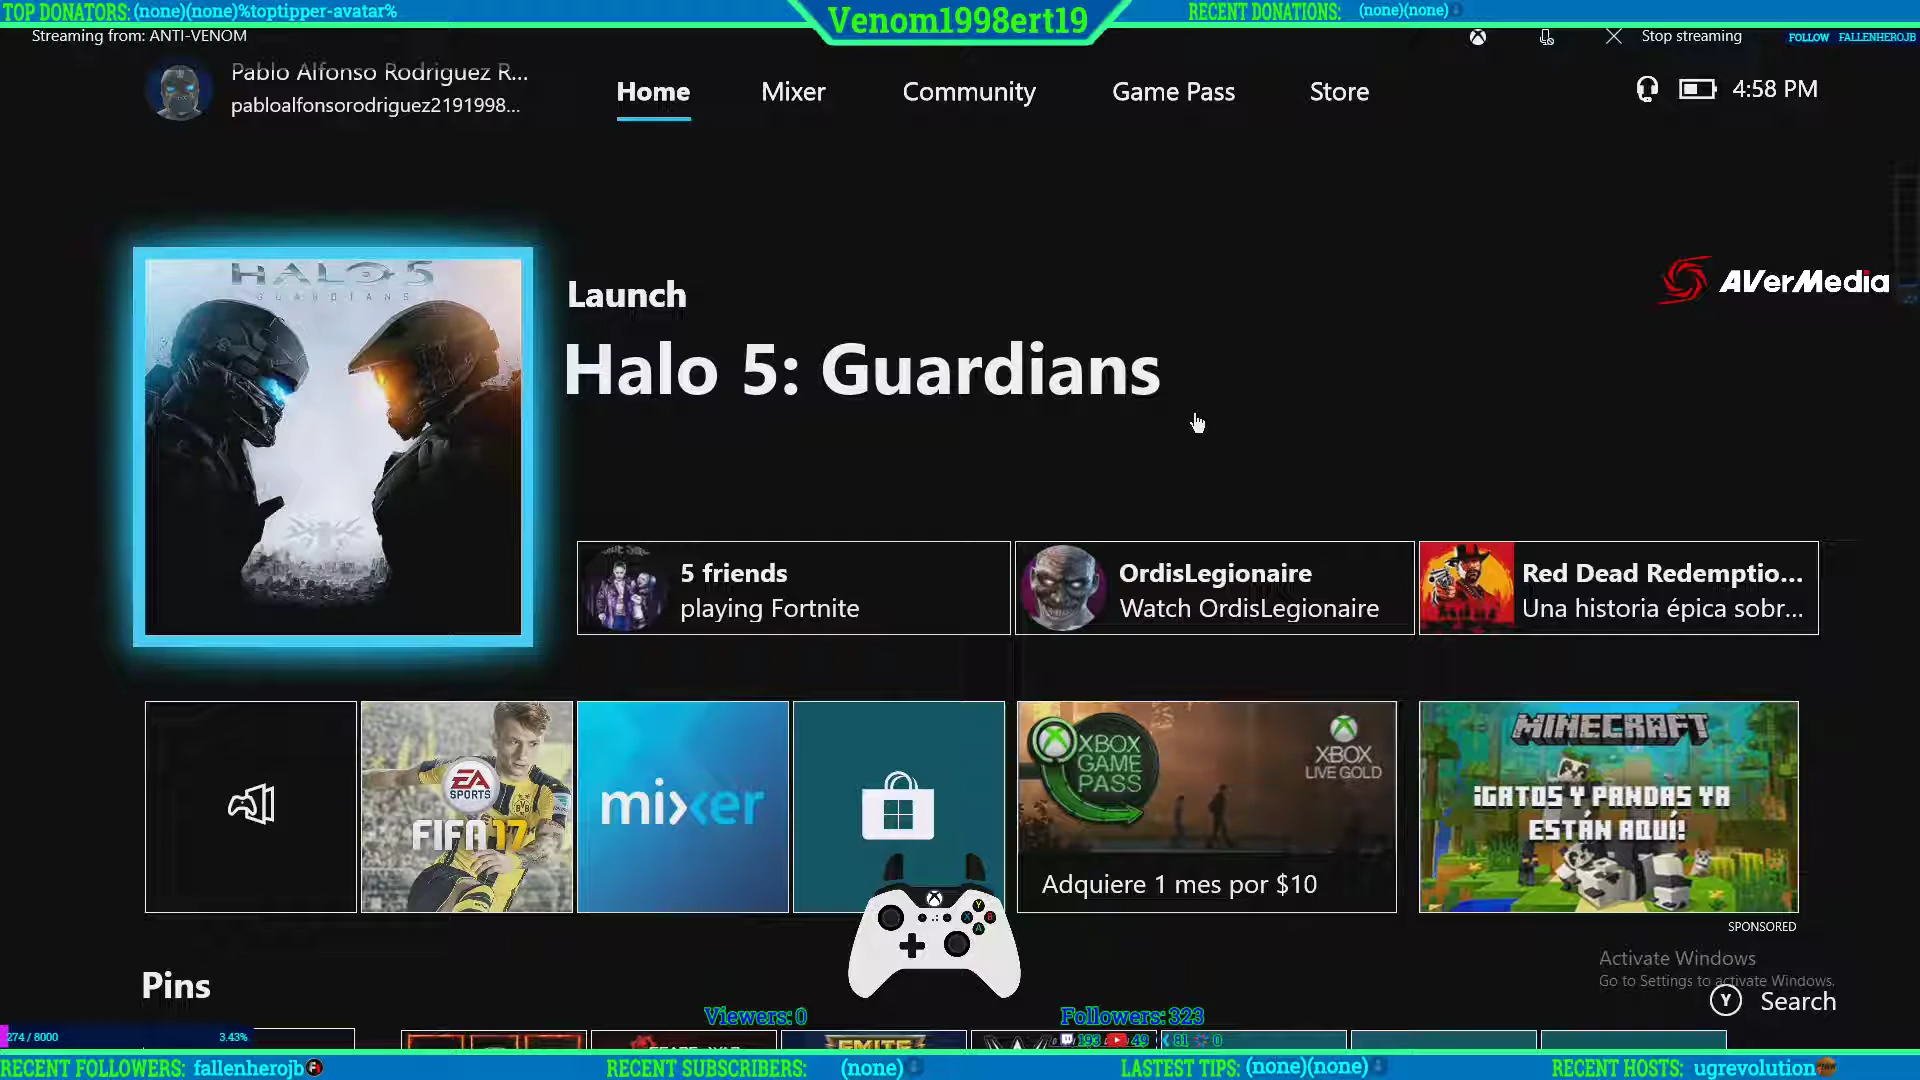 TOP DONATORS: (none)(none)%toptipper-avatar%
Venom1998ert19
RECENT DONATIONS: (none)(none)
Streaming from: ANTI-VENOM
Stop streaming
FOLLOW FALLENHEROJB
Pablo Alfonso Rodriguez R...
pabloalfonsorodriguez2191998...
Home
Mixer
Community
Game Pass
Store
4:58 PM
HALO 5
GUARDIANS
Launch
Halo 5: Guardians
AVerMedia
5 friends
playing Fortnite
OrdisLegionaire
Watch OrdisLegionaire
Red Dead Redemptio...
Una historia épica sobr...
EA
SPORTS
FIFA 17
mixer
XBOX
GAME
PASS
XBOX
LIVE GOLD
Adquiere 1 mes por $10
MINECRAFT
¡GATOS Y PANDAS YA
ESTÁN AQUÍ!
SPONSORED
Y
X
B
A
Activate Windows
Go to Settings to activate Windows.
Pins
Y Search
Viewers:0
Followers:323
274 / 8000
3.43%
SMITE
193
49
81
0
RECENT FOLLOWERS: fallenherojb
RECENT SUBSCRIBERS: (none)
LASTEST TIPS: (none)(none)
RECENT HOSTS: ugrevolution